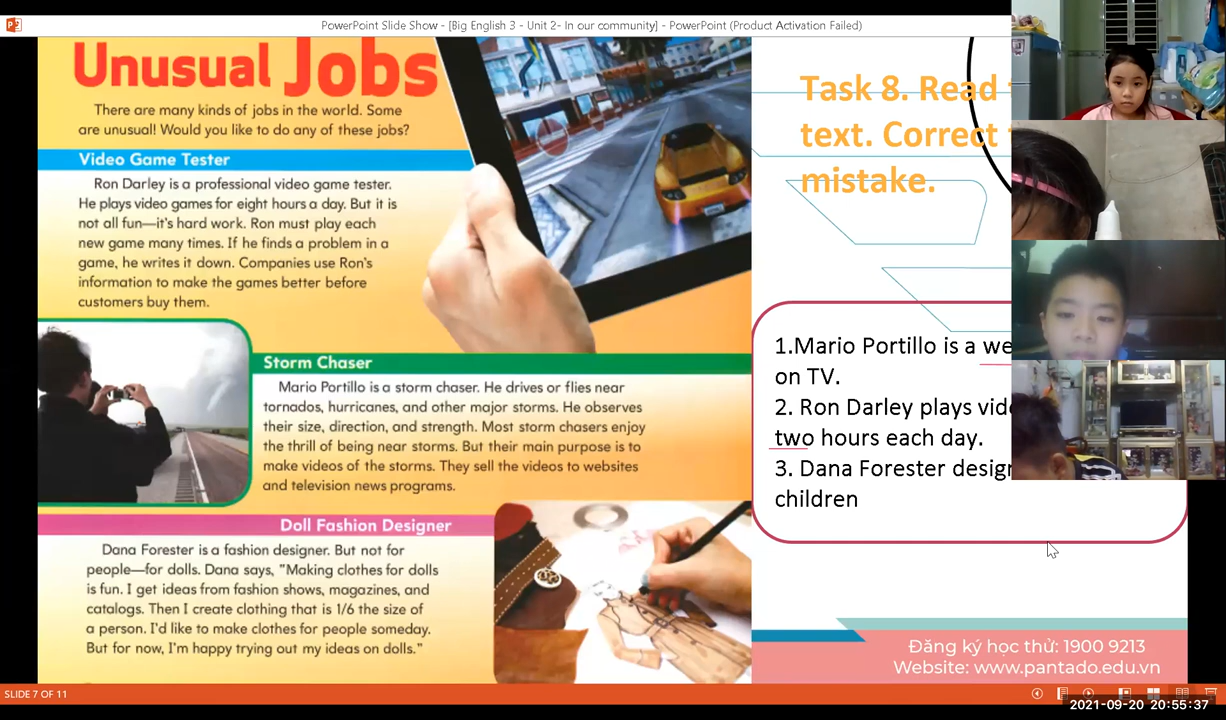 PowerPoint Slide Show - [Big English 3 - Unit 2- In our community] - PowerPoint (Product Activation Failed)
Unusual Jobs
There are many kinds of jobs in the world. Some
are unusual! Would you like to do any of these jobs?
Video Game Tester
Ron Darley is a professional video game tester.
He plays video games for eight hours a day. But it is
not all fun—it's hard work. Ron must play each
new game many times. If he finds a problem in a
game, he writes it down. Companies use Ron's
information to make the games better before
customers buy them.
Storm Chaser
Mario Portillo is a storm chaser. He drives or flies near
tornados, hurricanes, and other major storms. He observes
their size, direction, and strength. Most storm chasers enjoy
the thrill of being near storms. But their main purpose is to
make videos of the storms. They sell the videos to websites
and television news programs.
Doll Fashion Designer
Dana Forester is a fashion designer. But not for
people—for dolls. Dana says, "Making clothes for dolls
is fun. I get ideas from fashion shows, magazines, and
catalogs. Then I create clothing that is 1/6 the size of
a person. I'd like to make clothes for people someday.
But for now, I'm happy trying out my ideas on dolls."
Task 8. Read
text. Correct
mistake.
1.Mario Portillo is a we
on TV.
2. Ron Darley plays vid
two hours each day.
3. Dana Forester desig
children
Đăng ký học thử: 1900 9213
Website: www.pantado.edu.vn
SLIDE 7 OF 11
2021-09-20 20:55:37